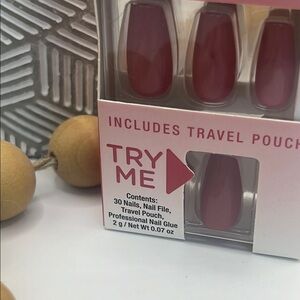 INCLUDES TRAVEL POUCH
TRY
ME
Contents:
30 Nails, Nail File,
Travel Pouch,
Professional Nail Glue
2 g / Net Wt 0.07 oz